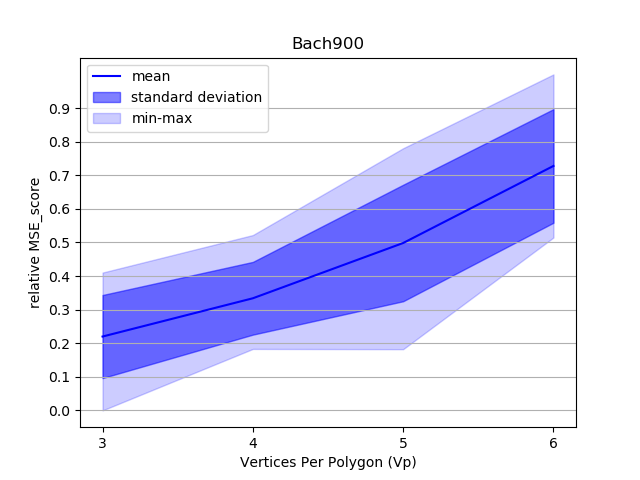 Bach900
mean
standard deviation
min-max
relative MSE_score
0.9
0.8
0.7
0.6
0.5
0.4
0.3
0.2
0.1
0.0
3 4 5 6
Vertices Per Polygon (Vp)